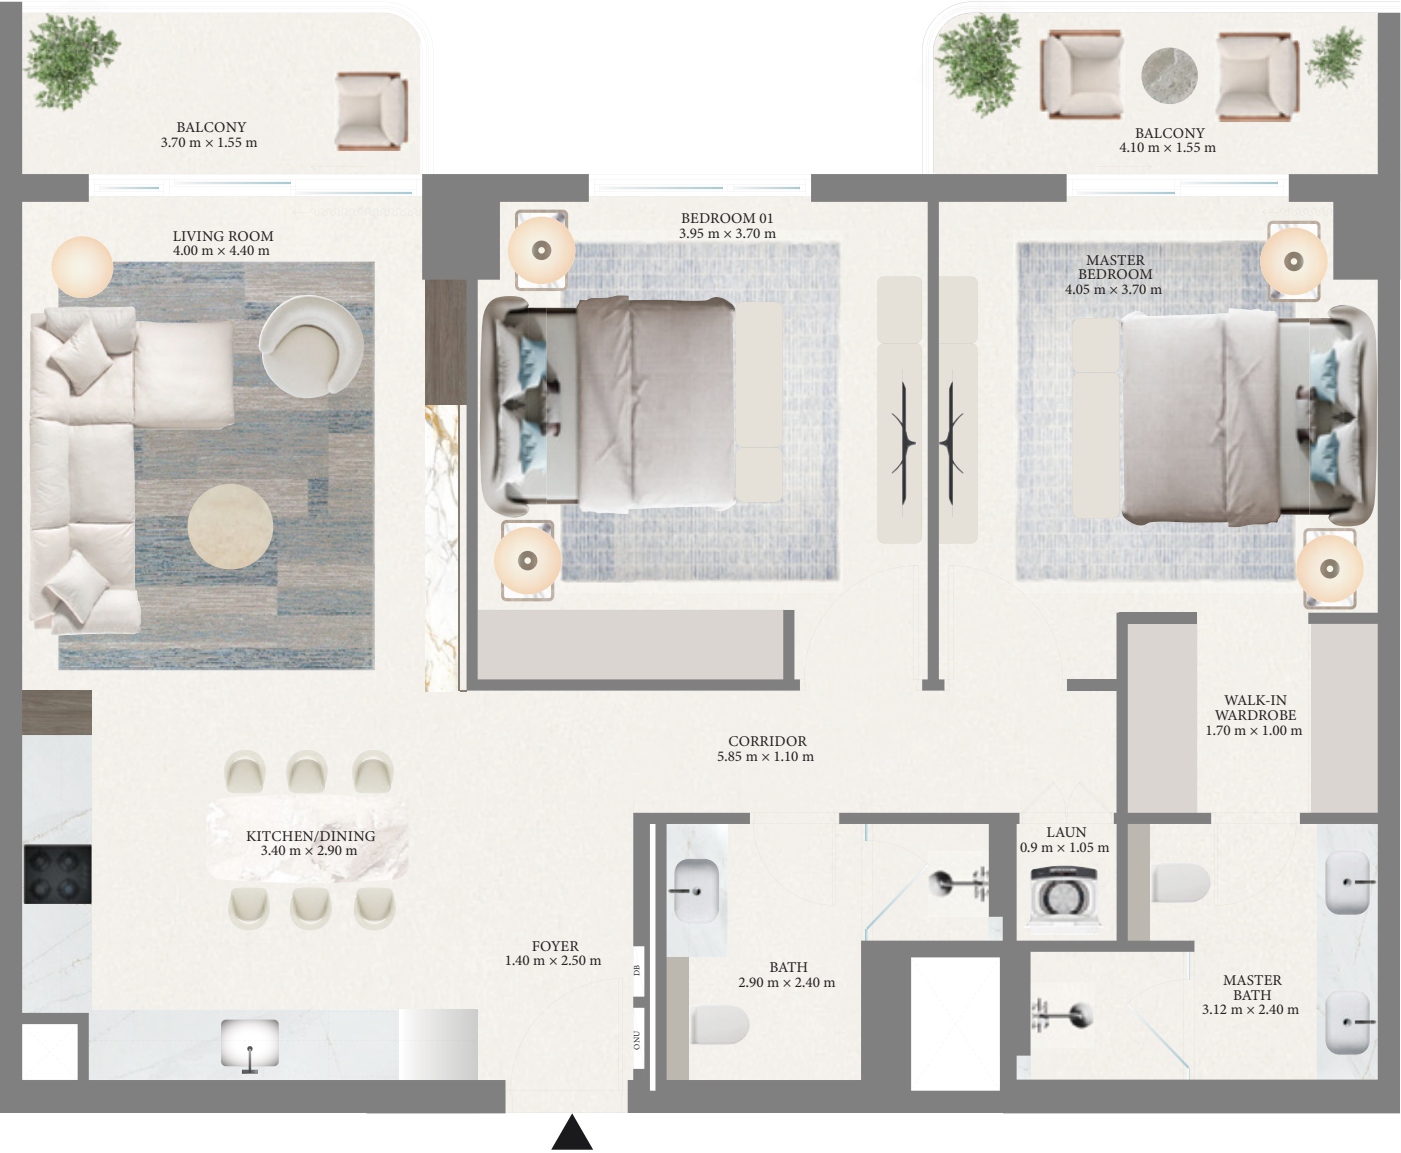 BALCONY
3.70 m × 1.55 m
BALCONY
4.10 m × 1.55 m
LIVING ROOM
4.00 m × 4.40 m
BEDROOM 01
3.95 m × 3.70 m
MASTER
BEDROOM
4.05 m × 3.70 m
WALK-IN
WARDROBE
1.70 m × 1.00 m
CORRIDOR
5.85 m × 1.10 m
KITCHEN/DINING
3.40 m × 2.90 m
LAUN
0.9 m × 1.05 m
FOYER
1.40 m × 2.50 m
DB
ONU
BATH
2.90 m × 2.40 m
MASTER
BATH
3.12 m × 2.40 m